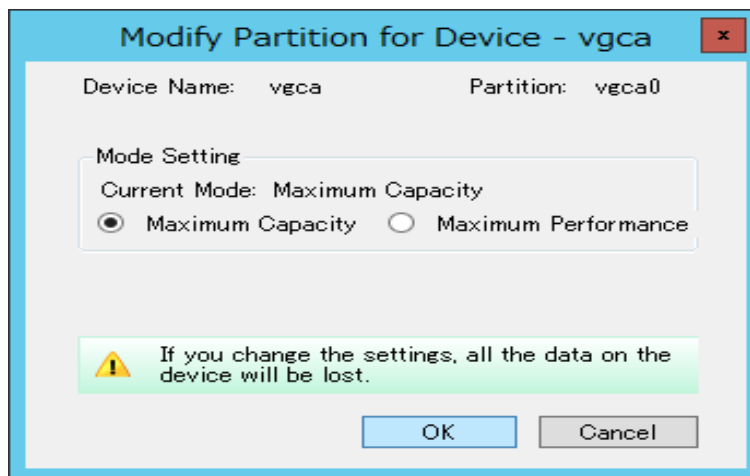 Modify Partition for Device - vgca
x
Device Name: vgca Partition: vgca0
Mode Setting
Current Mode: Maximum Capacity
Maximum Capacity Maximum Performance
If you change the settings, all the data on the
device will be lost.
OK Cancel